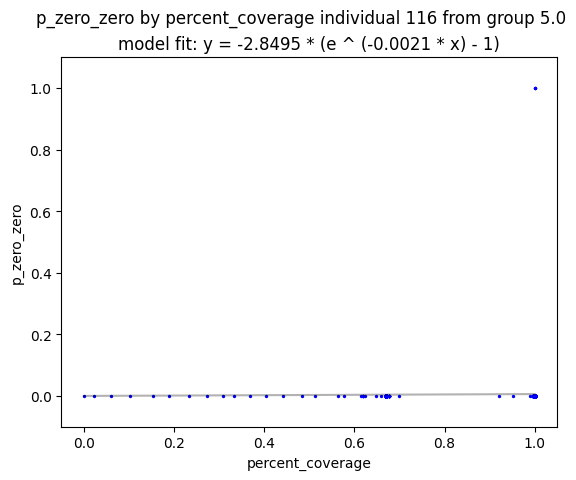 p_zero_zero by percent_coverage individual 116 from group 5.0
model fit: y = -2.8495 * (e ^ (-0.0021 * x) - 1)
1.0
0.8
0.6
0.4
0.2
0.0
p_zero_zero
0.0 0.2 0.4 0.6 0.8 1.0
percent_coverage